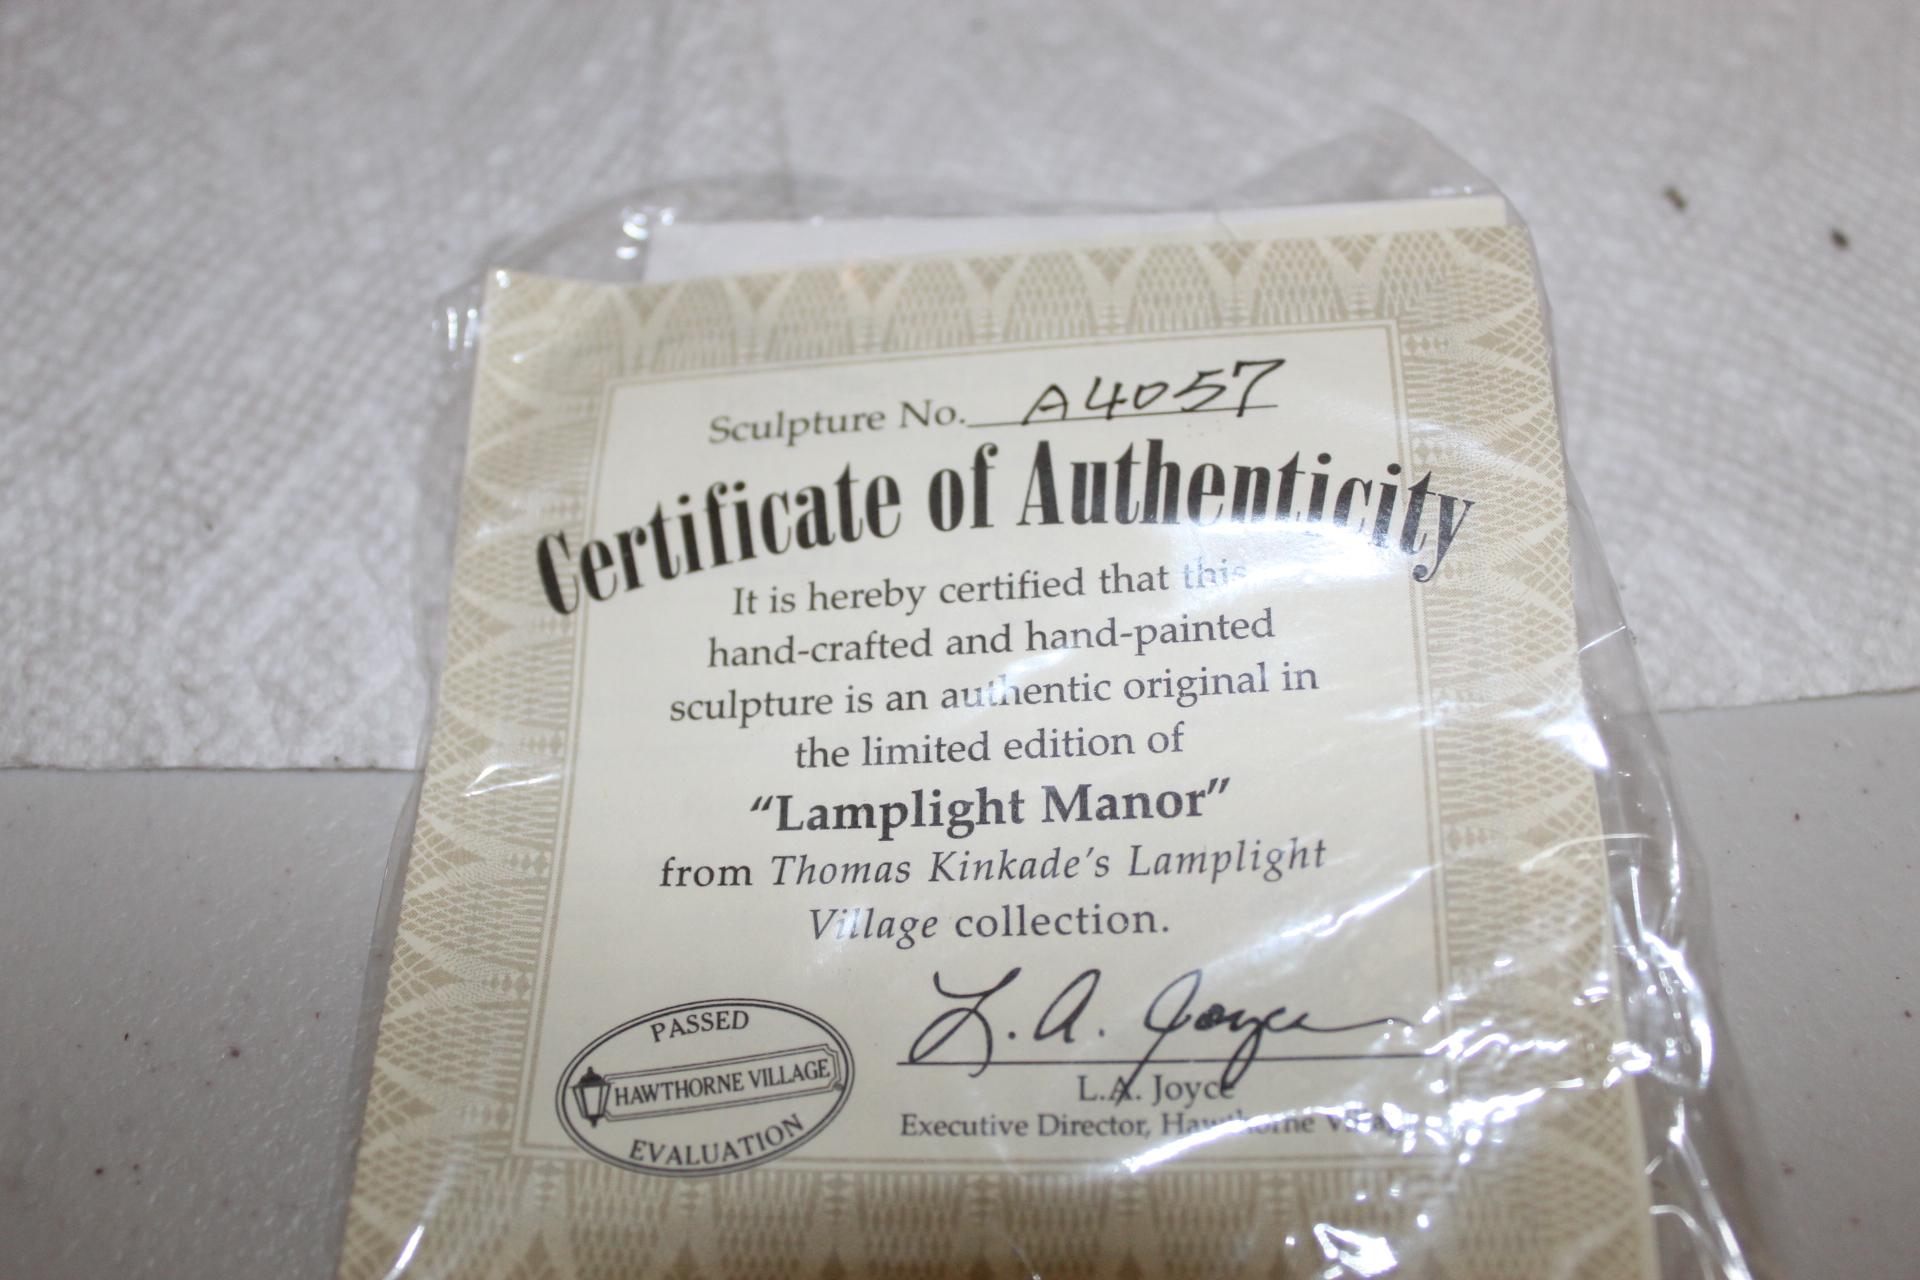 Sculpture No. A4057
Certificate of Authenticity
It is hereby certified that this
hand-crafted and hand-painted
sculpture is an authentic original in
the limited edition of
“Lamplight Manor”
from Thomas Kinkade's Lamplight
Village collection.
L. A. Joyce
L.A. Joyce
Executive Director, Hawthorne Village
PASSED
HAWTHORNE VILLAGE
EVALUATION